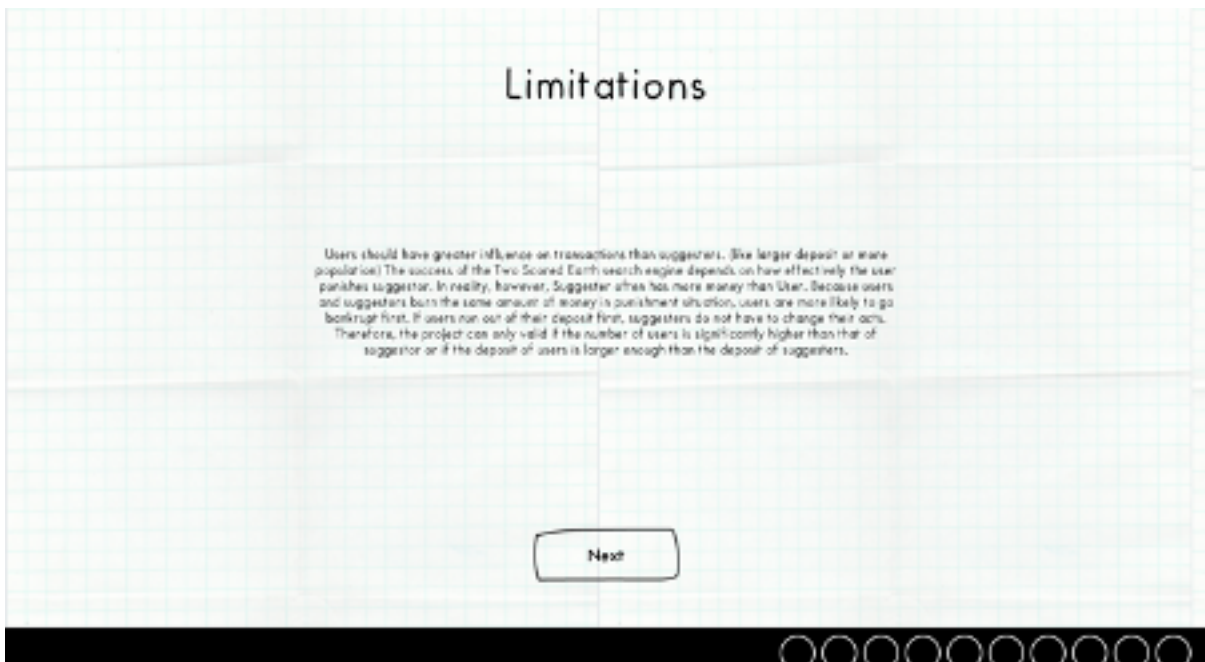 Limitations
Users should have greater influence on transactions than suggesters. (like larger deposit or more
population) The success of the Two Scored Earth search engine depends on how effectively the user
punishes suggestor. In reality, however, Suggester often has more money than User. Because users
and suggesters burn the same amount of money in punishment situation, users are more likely to go
bankrupt first. If users run out of their deposit first, suggesters do not have to change their acts.
Therefore, the project can only valid if the number of users is significantly higher than that of
suggestor or if the deposit of users is larger enough than the deposit of suggesters.
Next